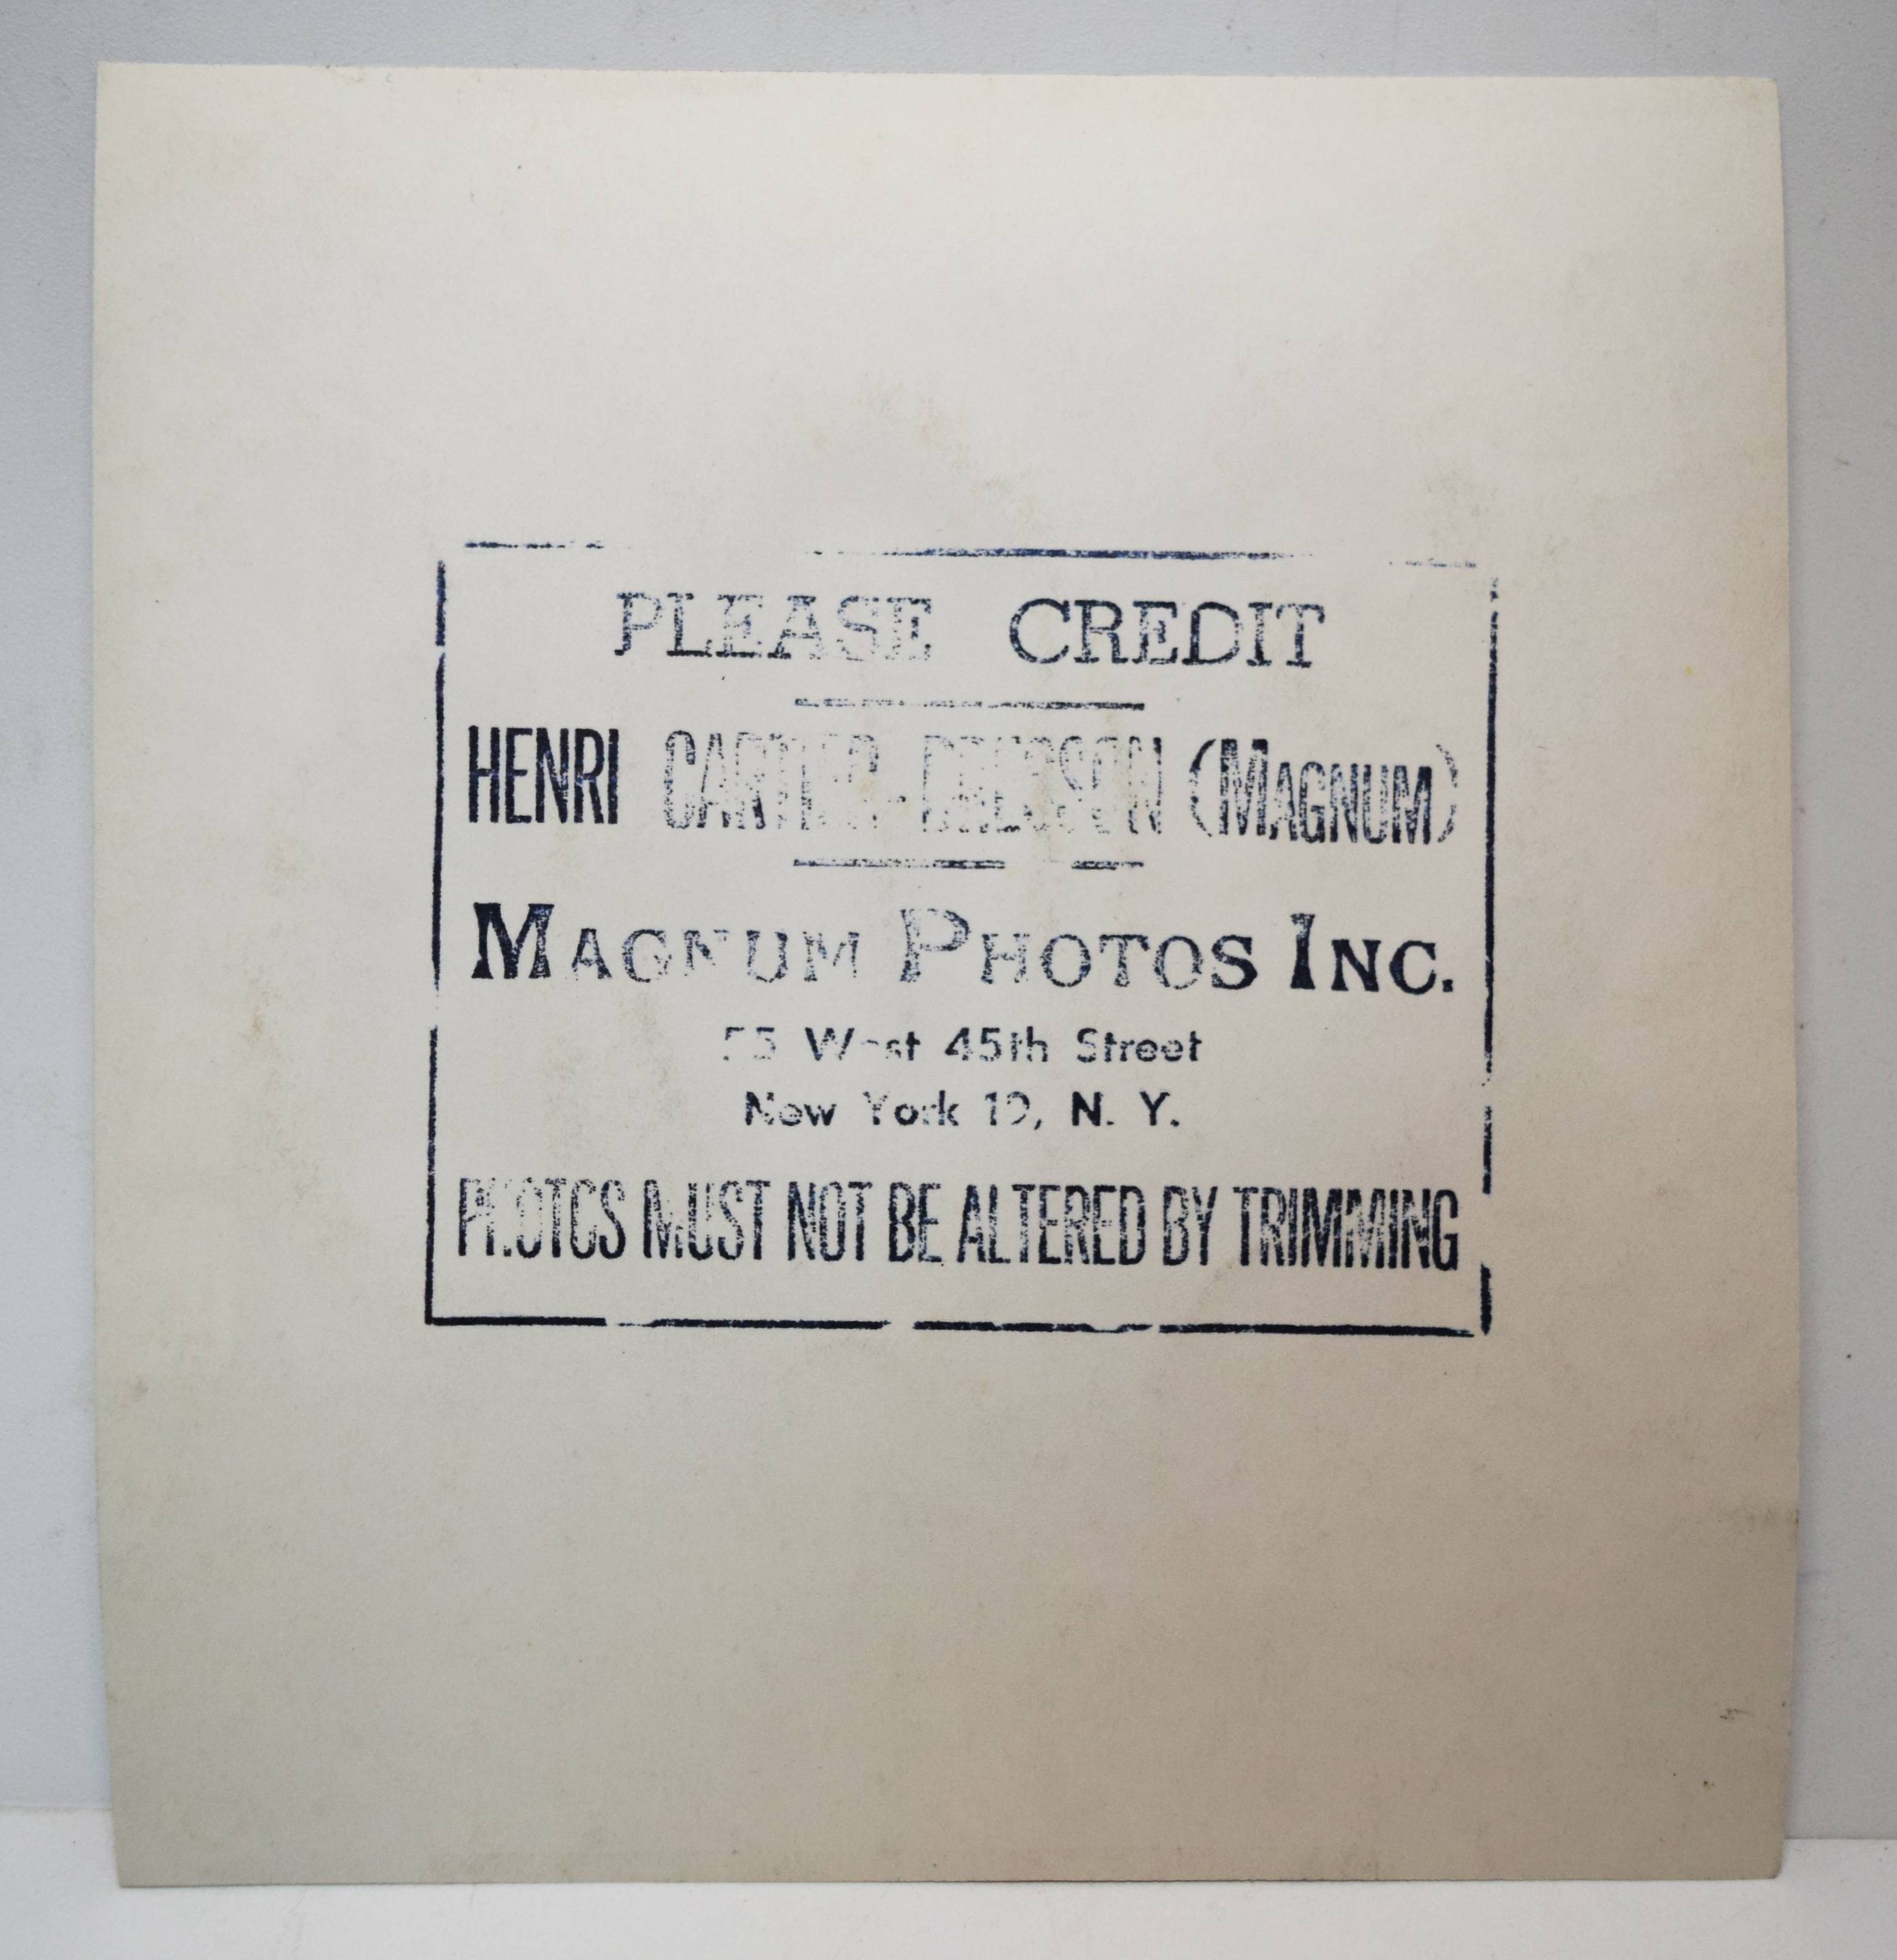 PLEASE CREDIT
HENRI CARTIER-BRESSON (MAGNUM)
MAGNUM PHOTOS INC.
55 West 45th Street
New York 19, N. Y.
PHOTOS MUST NOT BE ALTERED BY TRIMMING